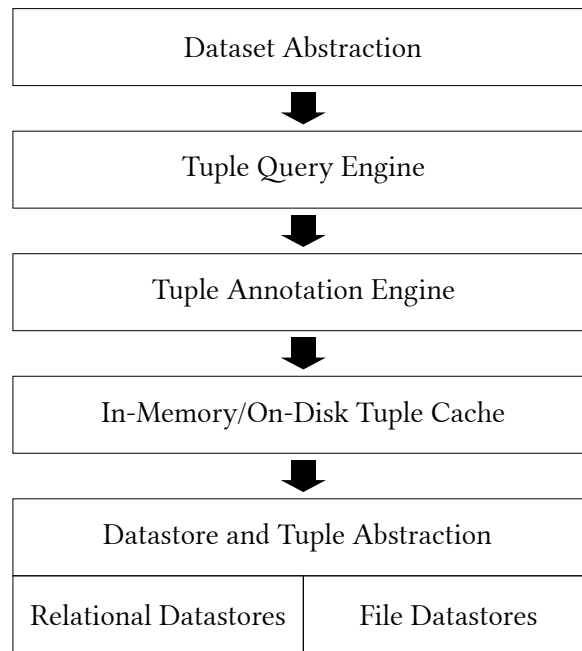 Dataset Abstraction
Tuple Query Engine
Tuple Annotation Engine
In-Memory/On-Disk Tuple Cache
Datastore and Tuple Abstraction
Relational Datastores
File Datastores